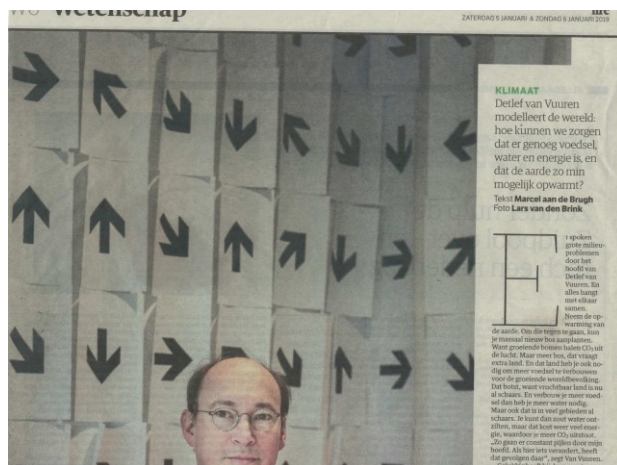 Wetenschap
ZATERDAG 5 JANUARI & ZONDAG 6 JANUARI 2019
nrc
KLIMAAT
Detlef van Vuuren
modelleert de wereld:
hoe kunnen we zorgen
dat er genoeg voedsel,
water en energie is, en
dat de aarde zo min
mogelijk opwarmt?
Tekst Marcel aan de Brugh
Foto Lars van den Brink
Er spoken
grote milieu-
problemen
door het
hoofd van
Detlef van
Vuuren. En
alles hangt
met elkaar
samen.
Neem de op-
warming van
de aarde. Om die tegen te gaan, kun
je massaal nieuw bos aanplanten.
Want groeiende bomen halen CO2 uit
de lucht. Maar meer bos, dat vraagt
extra land. En dat land heb je ook no-
dig om meer voedsel te verbouwen
voor de groeiende wereldbevolking.
Dat botst, want vruchtbaar land is nu
al schaars. En verbouw je meer voed-
sel dan heb je meer water nodig.
Maar ook dat is in veel gebieden al
schaars. Je kunt dan zout water ont-
zilten, maar dat kost weer veel ener-
gie, waardoor je meer CO2 uitstoot.
„Zo gaan er constant pijlen door mijn
hoofd. Als hier iets verandert, heeft
dat gevolgen daar", zegt Van Vuuren.